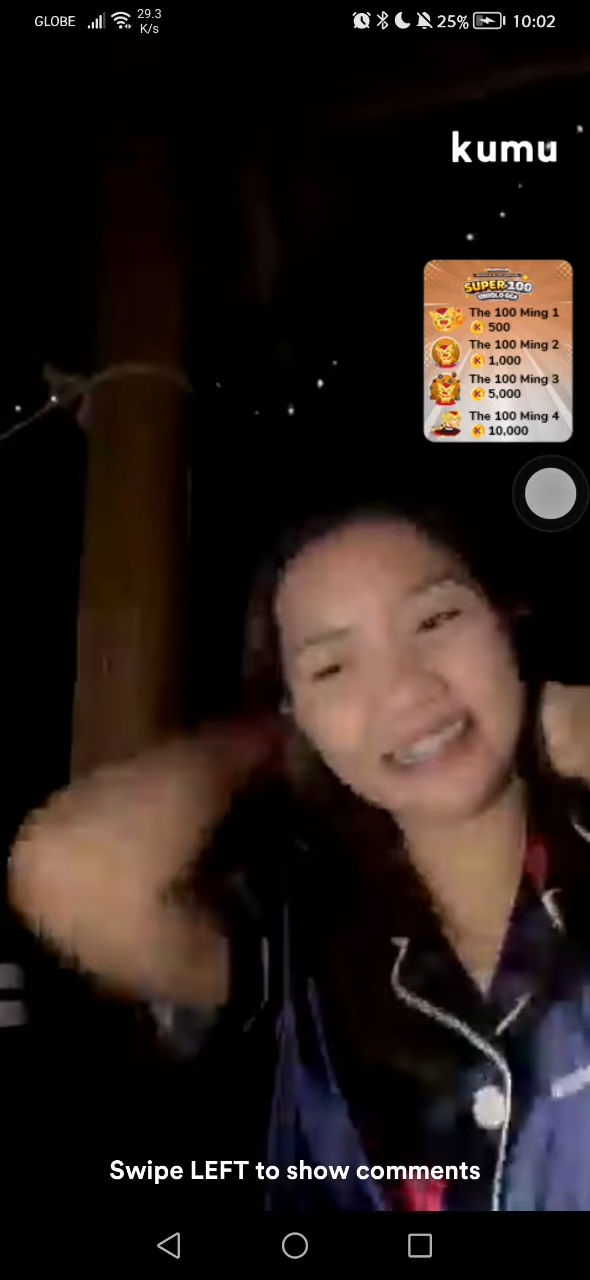 GLOBE 29.3 K/s 25% 10:02
kumu
SUPER 100
The 100 Ming 1
K 500
The 100 Ming 2
K 1,000
The 100 Ming 3
K 5,000
The 100 Ming 4
K 10,000
Swipe LEFT to show comments